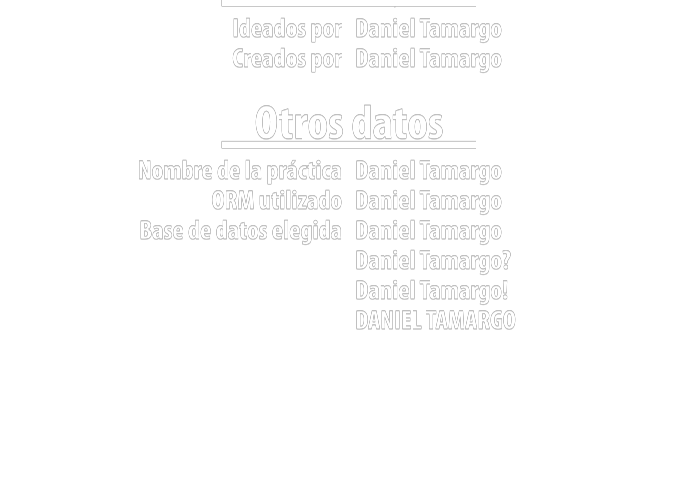 Ideados por Daniel Tamargo
Creados por Daniel Tamargo
Otros datos
Nombre de la práctica Daniel Tamargo
ORM utilizado Daniel Tamargo
Base de datos elegida Daniel Tamargo
Daniel Tamargo?
Daniel Tamargo!
DANIEL TAMARGO